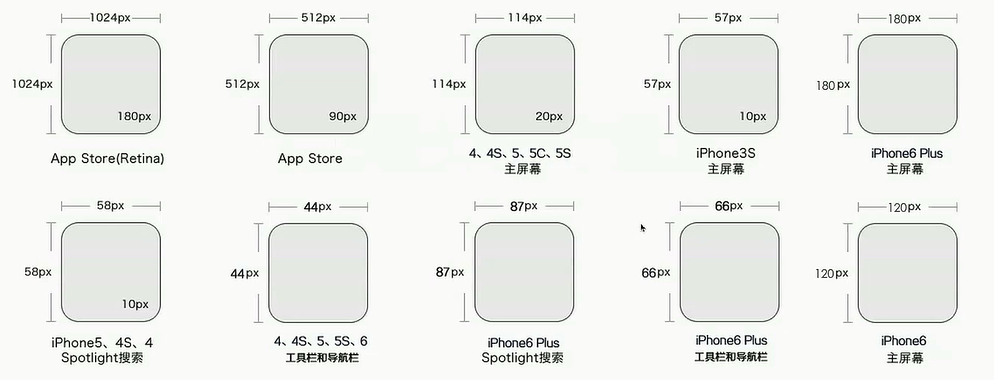 1024px
512px
114px
57px
180px
1024px
512px
114px
57px
180px
180px
90px
20px
10px
App Store(Retina)
App Store
4、4S、5、5C、5S
主屏幕
iPhone3S
主屏幕
iPhone6 Plus
主屏幕
58px
44px
87px
66px
120px
58px
44px
87px
66px
120px
10px
iPhone5、4S、4
Spotlight搜索
4、4S、5、5S、6
工具栏和导航栏
iPhone6 Plus
Spotlight搜索
iPhone6 Plus
工具栏和导航栏
iPhone6
主屏幕